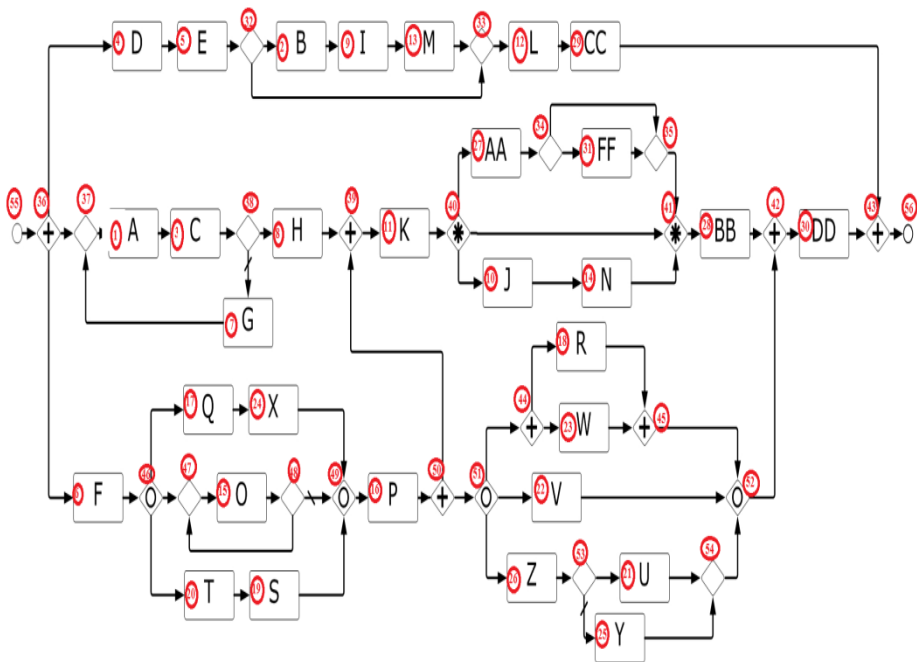 32 33
4 D 5 E 2 B 9 I 13 M 12 L 29 CC
34 35
27 AA 31 FF
55 36 37 38 39 40 41 42 43 56
1 A 3 C 8 H 11 K 28 BB 30 DD
10 J 14 N
7 G
18 R
44 45
17 Q 24 X 23 W
46 47 48 49 50 51 52
F 15 O 16 P 22 V
53 54
20 T 19 S 26 Z 21 U
25 Y